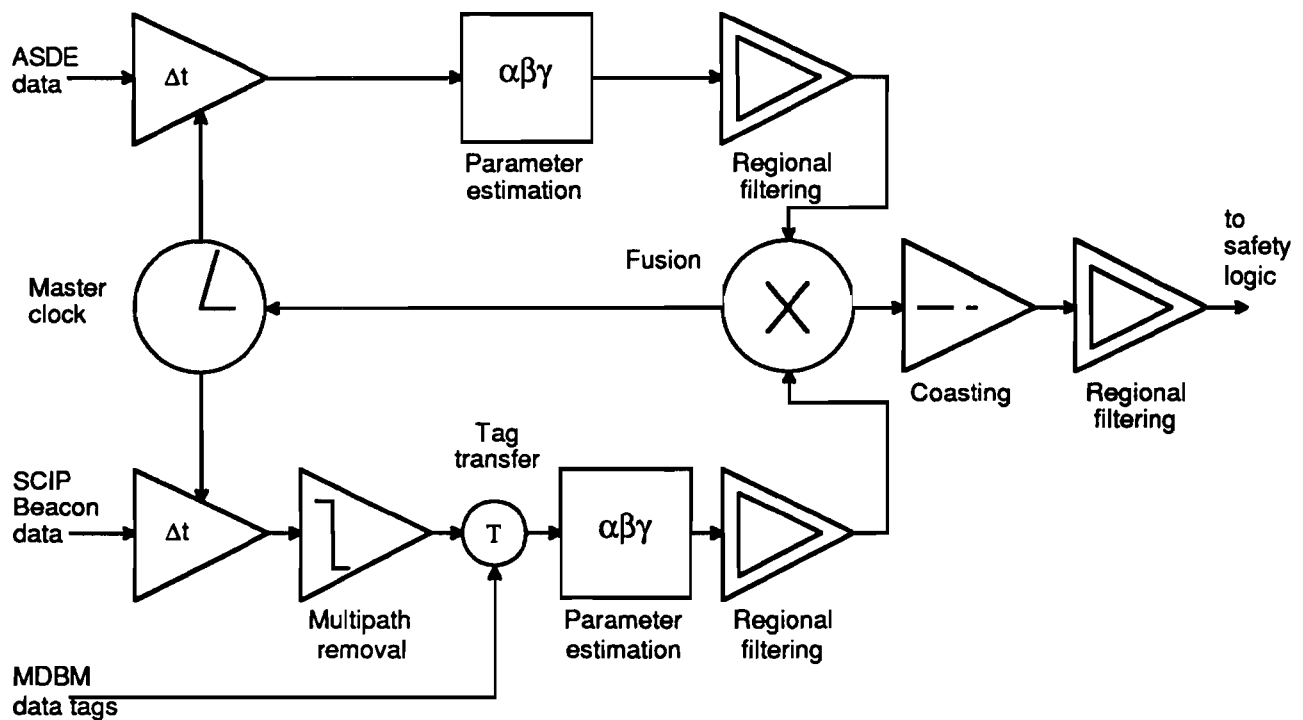 ASDE
data
Δt
αβγ
Parameter
estimation
Regional
filtering
Master
clock
Fusion
to
safety
logic
Coasting
Regional
filtering
SCIP
Beacon
data
Δt
Multipath
removal
Tag
transfer
T
αβγ
Parameter
estimation
Regional
filtering
MDBM
data tags